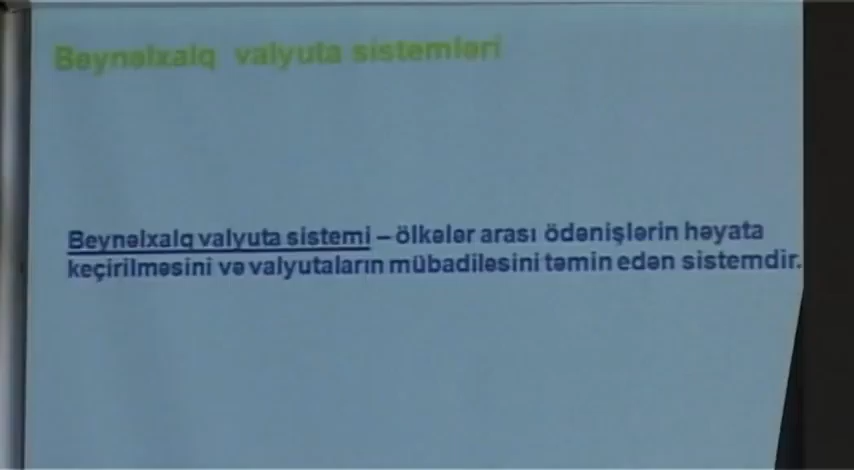 Beynəlxalq valyuta sistemləri
Beynəlxalq valyuta sistemi – ölkələr arası ödənişlərin həyata
keçirilməsini və valyutaların mübadiləsini təmin edən sistemdir.